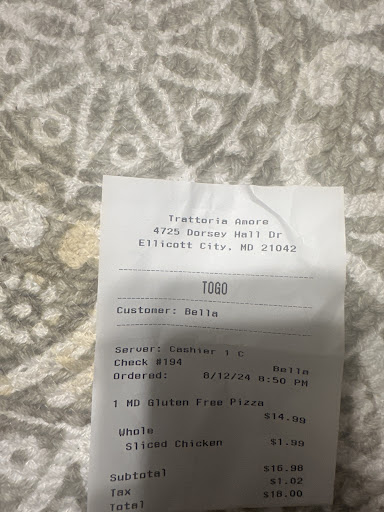 Trattoria Amore
4725 Dorsey Hall Dr
Ellicott City, MD 21042
TOGO
Customer: Bella
Server: Cashier 1 C
Check #194 Bella
Ordered: 8/12/24 8:50 PM
1 MD Gluten Free Pizza $14.99
Whole
Sliced Chicken $1.99
Subtotal $16.98
Tax $1.02
Total $18.00